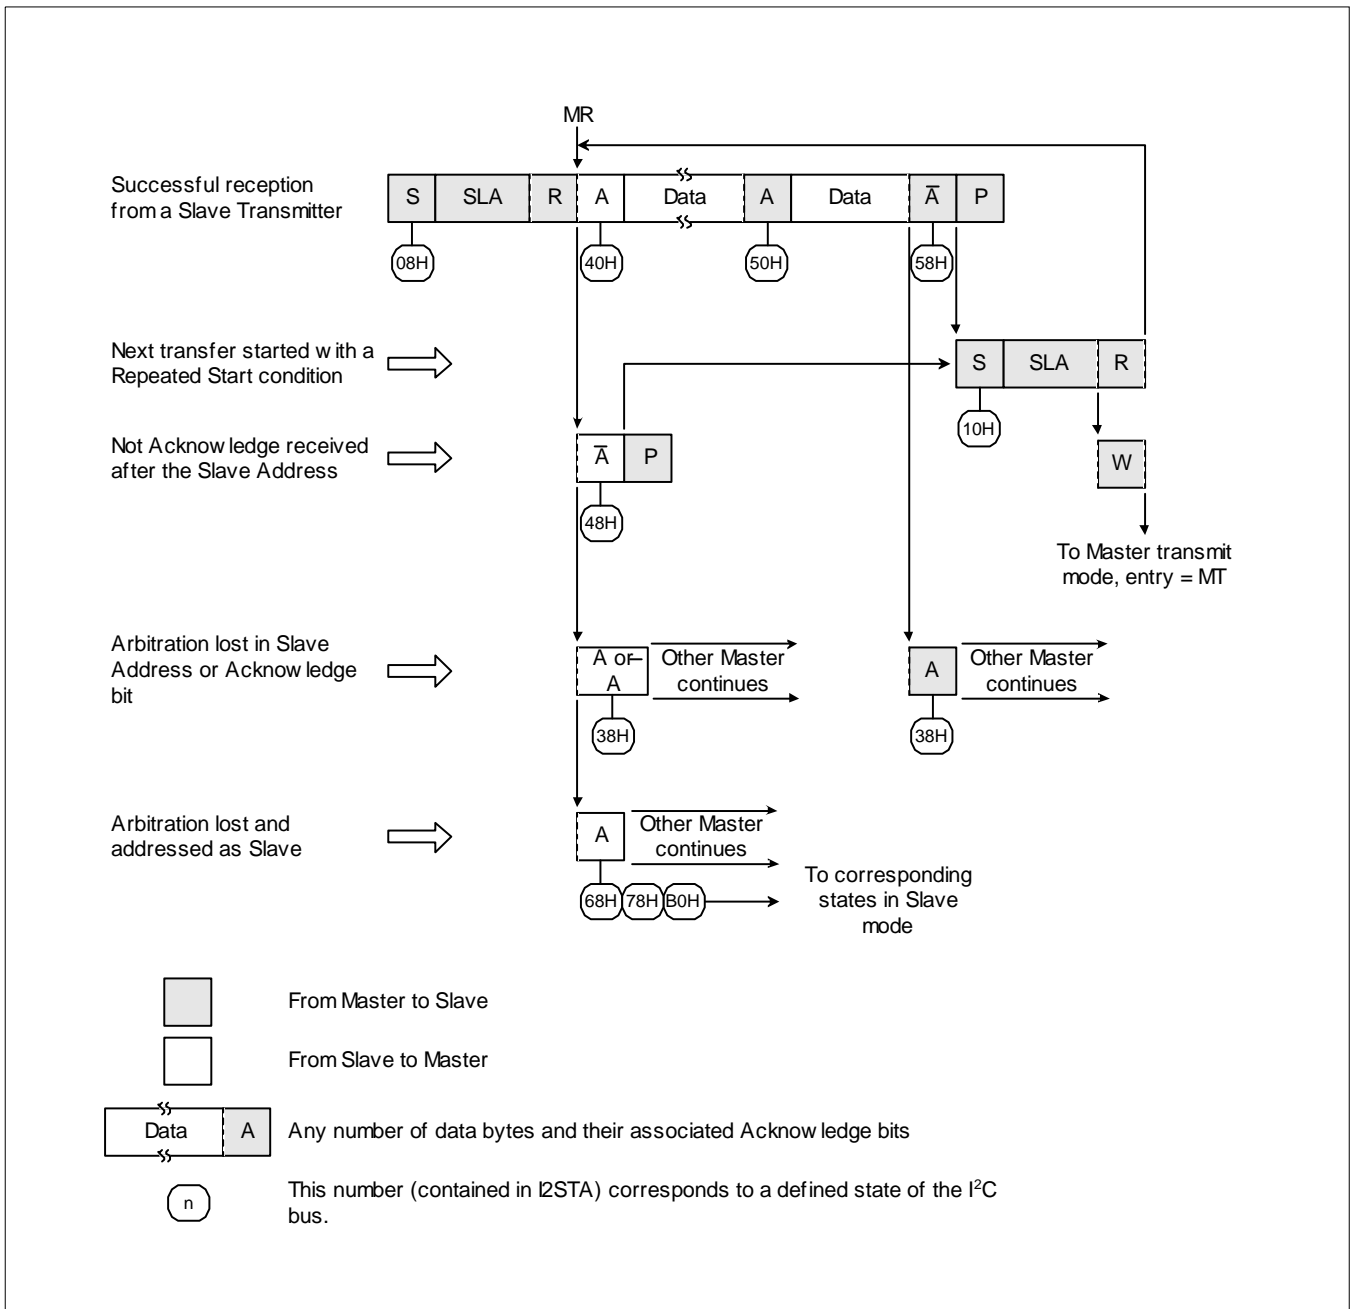 MR
Successful reception
from a Slave Transmitter
S SLA R A Data A Data A̅ P
08H 40H 50H 58H
Next transfer started with a
Repeated Start condition
S SLA R
10H
Not Acknowledge received
after the Slave Address
A̅ P
W
48H
To Master transmit
mode, entry = MT
Arbitration lost in Slave
Address or Acknowledge
bit
A or–
A
Other Master
continues
A
Other Master
continues
38H 38H
Arbitration lost and
addressed as Slave
A
Other Master
continues
68H 78H B0H
To corresponding
states in Slave
mode
From Master to Slave
From Slave to Master
Data A
Any number of data bytes and their associated Acknowledge bits
n
This number (contained in I2STA) corresponds to a defined state of the I²C
bus.